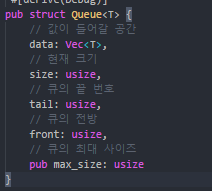 #[derive(Debug)]
pub struct Queue<T> {
// 값이 들어갈 공간
data: Vec<T>,
// 현재 크기
size: usize,
// 큐의 끝 번호
tail: usize,
// 큐의 전방
front: usize,
// 큐의 최대 사이즈
pub max_size: usize
}